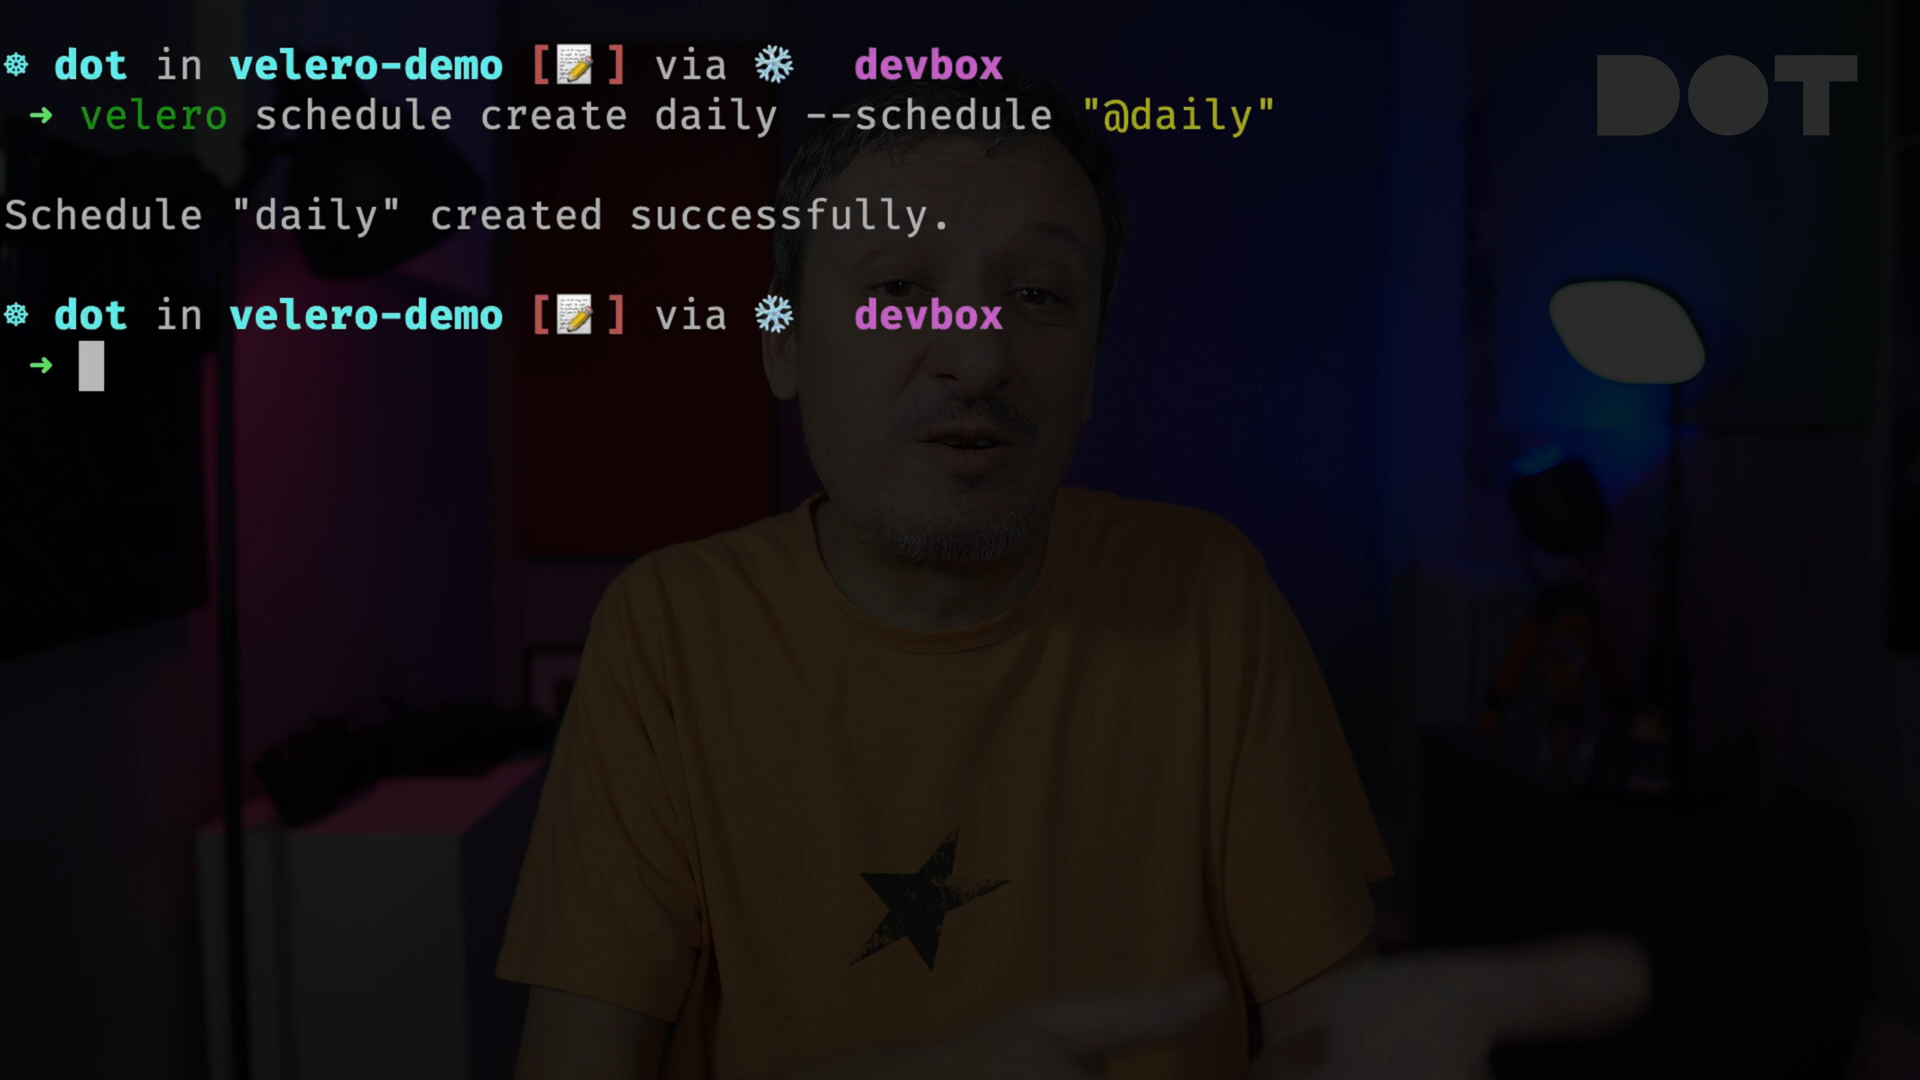 ☸ dot in velero-demo [📝] via ❄️ devbox
➜ velero schedule create daily --schedule "@daily"
Schedule "daily" created successfully.
☸ dot in velero-demo [📝] via ❄️ devbox
➜
DOT